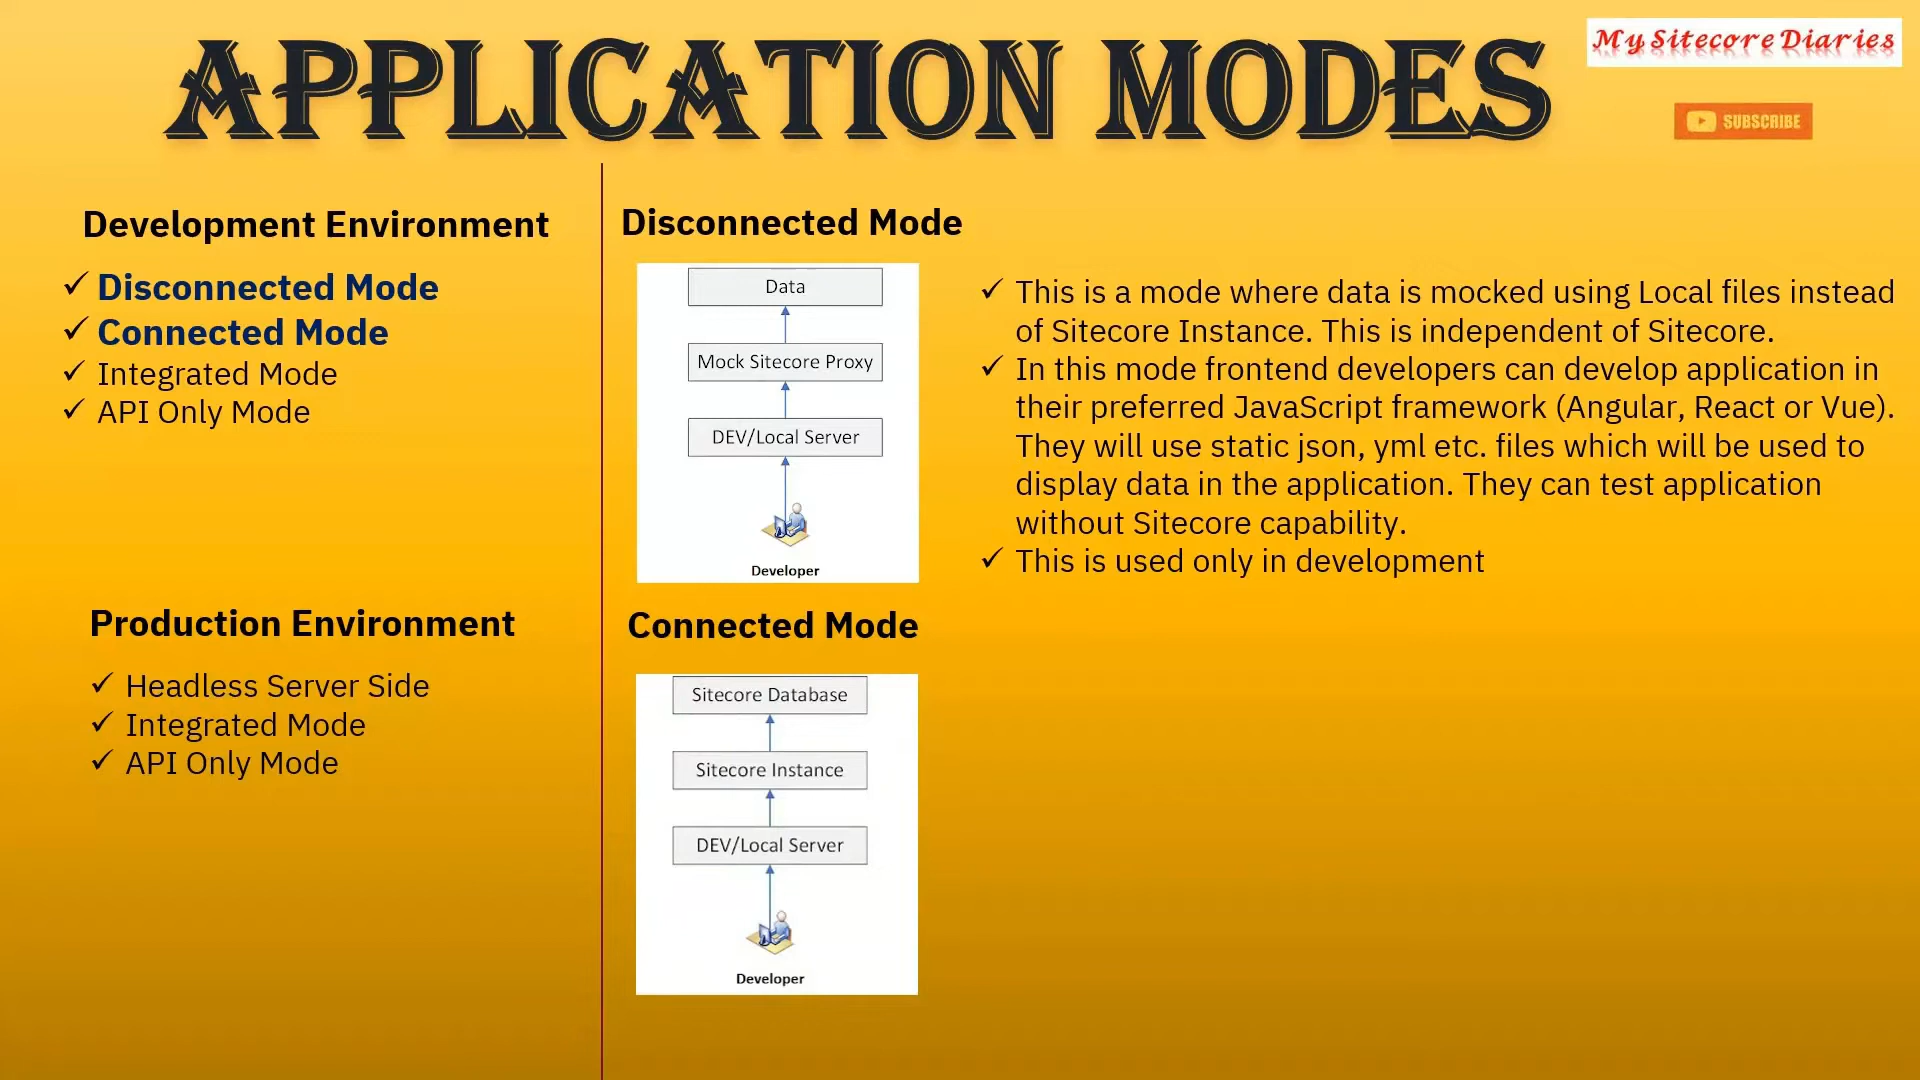 APPLICATION MODES
My Sitecore Diaries
SUBSCRIBE
Development Environment
✓ Disconnected Mode
✓ Connected Mode
✓ Integrated Mode
✓ API Only Mode
Production Environment
✓ Headless Server Side
✓ Integrated Mode
✓ API Only Mode
Disconnected Mode
Data
Mock Sitecore Proxy
DEV/Local Server
Developer
✓ This is a mode where data is mocked using Local files instead
of Sitecore Instance. This is independent of Sitecore.
✓ In this mode frontend developers can develop application in
their preferred JavaScript framework (Angular, React or Vue).
They will use static json, yml etc. files which will be used to
display data in the application. They can test application
without Sitecore capability.
✓ This is used only in development
Connected Mode
Sitecore Database
Sitecore Instance
DEV/Local Server
Developer